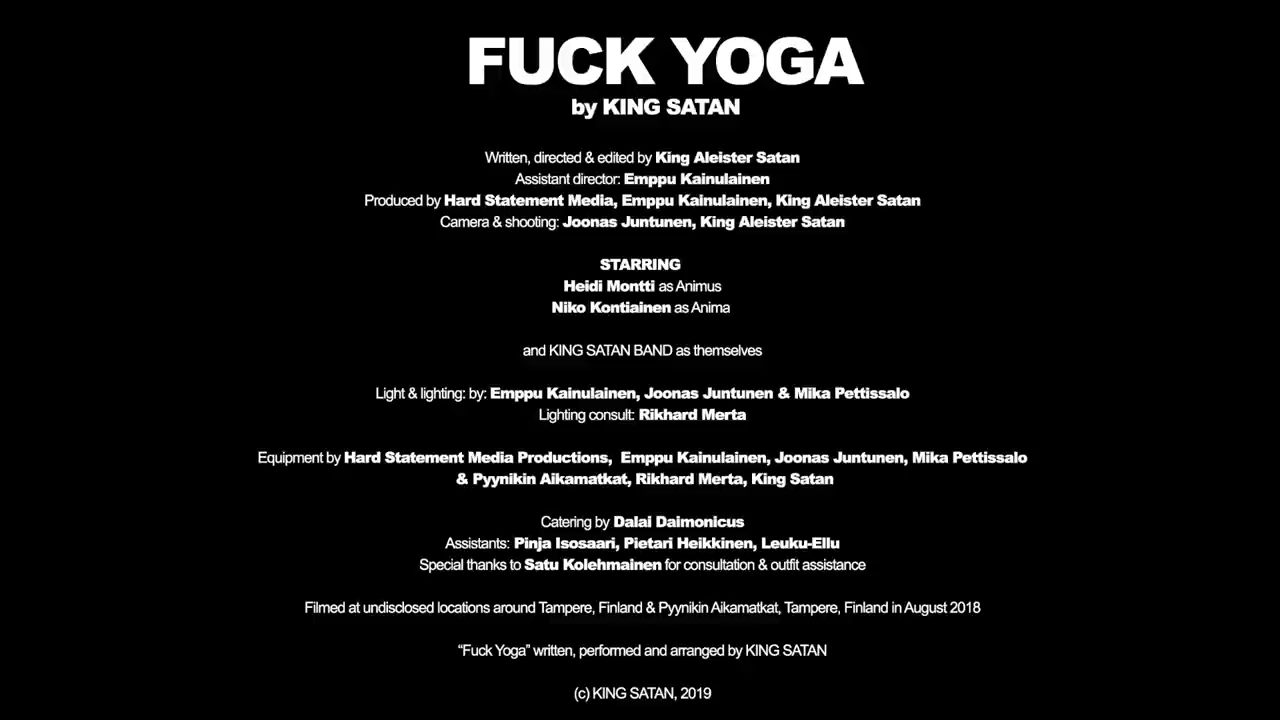 FUCK YOGA
by KING SATAN
Written, directed & edited by King Aleister Satan
Assistant director: Emppu Kainulainen
Produced by Hard Statement Media, Emppu Kainulainen, King Aleister Satan
Camera & shooting: Joonas Juntunen, King Aleister Satan
STARRING
Heidi Montti as Animus
Niko Kontiainen as Anima
and KING SATAN BAND as themselves
Light & lighting: by: Emppu Kainulainen, Joonas Juntunen & Mika Pettissalo
Lighting consult: Rikhard Merta
Equipment by Hard Statement Media Productions, Emppu Kainulainen, Joonas Juntunen, Mika Pettissalo
& Pyynikin Aikamatkat, Rikhard Merta, King Satan
Catering by Dalai Daimonicus
Assistants: Pinja Isosaari, Pietari Heikkinen, Leuku-Ellu
Special thanks to Satu Kolehmainen for consultation & outfit assistance
Filmed at undisclosed locations around Tampere, Finland & Pyynikin Aikamatkat, Tampere, Finland in August 2018
“Fuck Yoga” written, performed and arranged by KING SATAN
(c) KING SATAN, 2019